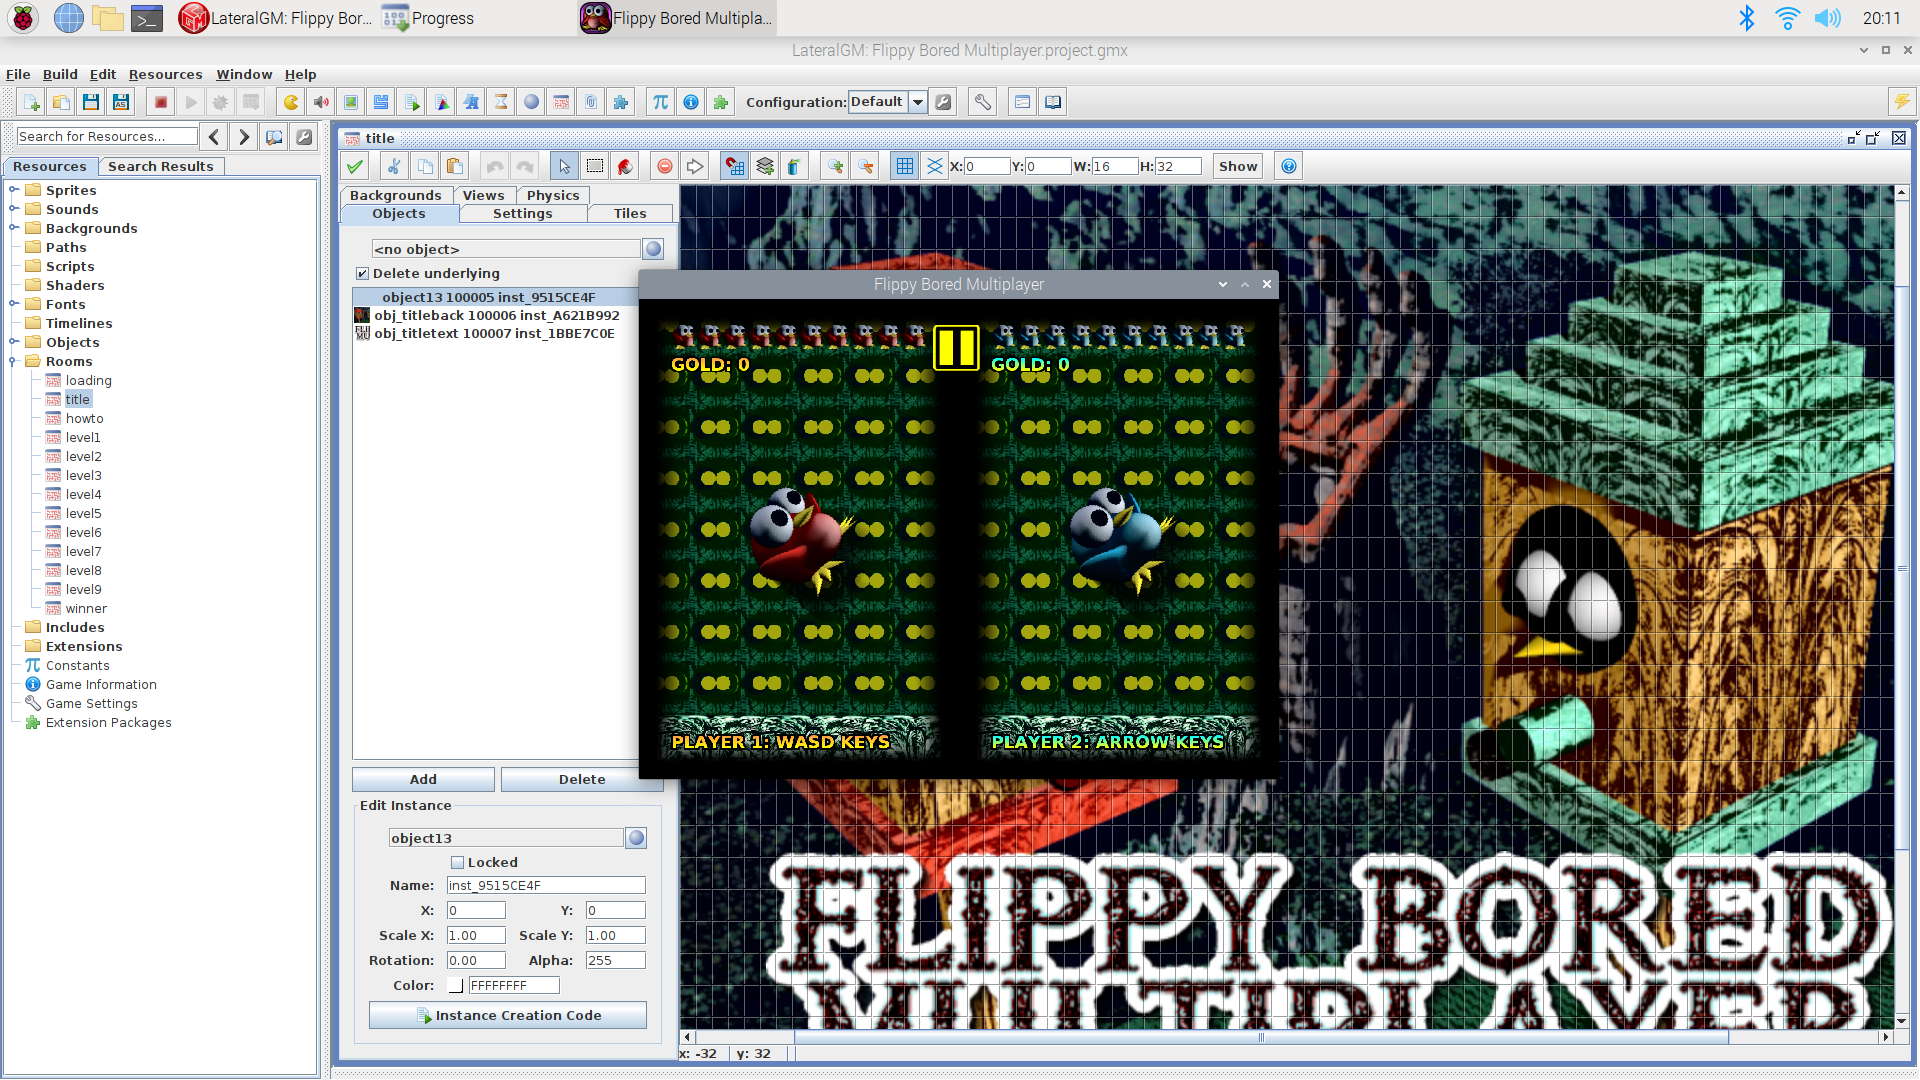 LateralGM: Flippy Bor...
Progress
Flippy Bored Multipla...
20:11
LateralGM: Flippy Bored Multiplayer.project.gmx
File Build Edit Resources Window Help
Configuration: Default
Search for Resources...
title
X: 0 Y: 0 W: 16 H: 32 Show
Resources Search Results
Sprites
Sounds
Backgrounds
Paths
Scripts
Shaders
Fonts
Timelines
Objects
Rooms
loading
title
howto
level1
level2
level3
level4
level5
level6
level7
level8
level9
winner
Includes
Extensions
Constants
Game Information
Game Settings
Extension Packages
Backgrounds Views Physics
Objects Settings Tiles
<no object>
Delete underlying
object13 100005 inst_9515CE4F
obj_titleback 100006 inst_A621B992
obj_titletext 100007 inst_1BBE7C0E
Add Delete
Edit Instance
object13
Locked
Name: inst_9515CE4F
X: 0 Y: 0
Scale X: 1.00 Scale Y: 1.00
Rotation: 0.00 Alpha: 255
Color: FFFFFFFF
Instance Creation Code
Flippy Bored Multiplayer
GOLD: 0 GOLD: 0
PLAYER 1: WASD KEYS PLAYER 2: ARROW KEYS
FLIPPY BORED
MULTIPLAYER
x: -32 y: 32